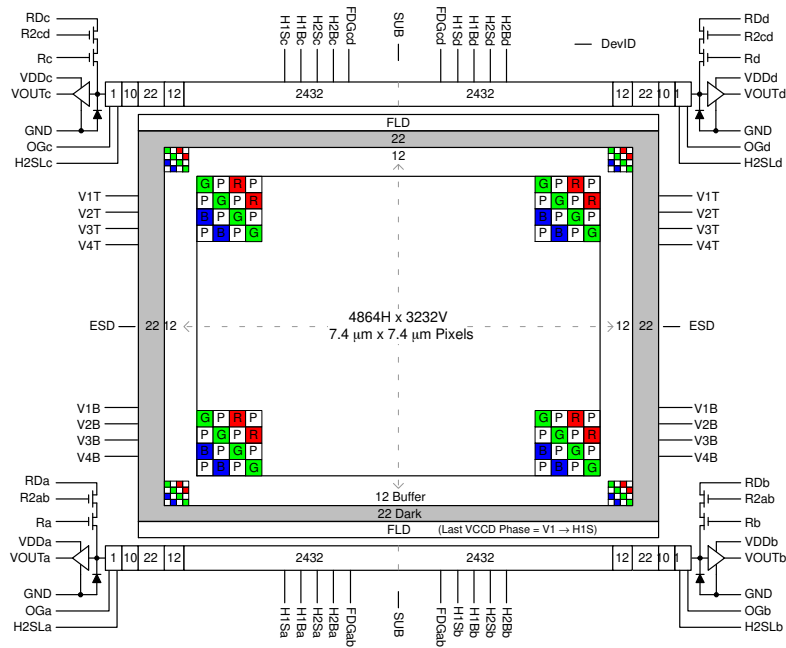 RDc
R2cd
Rc
VDDc
VOUTc
GND
OGc
H2SLc
H1Sc
H1Bc
H2Sc
H2Bc
FDGcd
SUB
FDGcd
H1Sd
H1Bd
H2Sd
H2Bd
DevID
RDd
R2cd
Rd
VDDd
VOUTd
GND
OGd
H2SLd
1 10 22 12 2432 2432 12 22 10 1
FLD
22
12
G P R P
P G P R
B P G P
P B P G
G P R P
P G P R
B P G P
P B P G
V1T
V2T
V3T
V4T
V1T
V2T
V3T
V4T
4864H x 3232V
7.4 μm x 7.4 μm Pixels
ESD 22 12
12 22 ESD
V1B
V2B
V3B
V4B
V1B
V2B
V3B
V4B
G P R P
P G P R
B P G P
P B P G
G P R P
P G P R
B P G P
P B P G
12 Buffer
22 Dark
FLD (Last VCCD Phase = V1 → H1S)
RDa
R2ab
Ra
VDDa
VOUTa
GND
OGa
H2SLa
1 10 22 12 2432 2432 12 22 10 1
H1Sa
H1Ba
H2Sa
H2Ba
FDGab
SUB
FDGab
H1Sb
H1Bb
H2Sb
H2Bb
RDb
R2ab
Rb
VDDb
VOUTb
GND
OGb
H2SLb